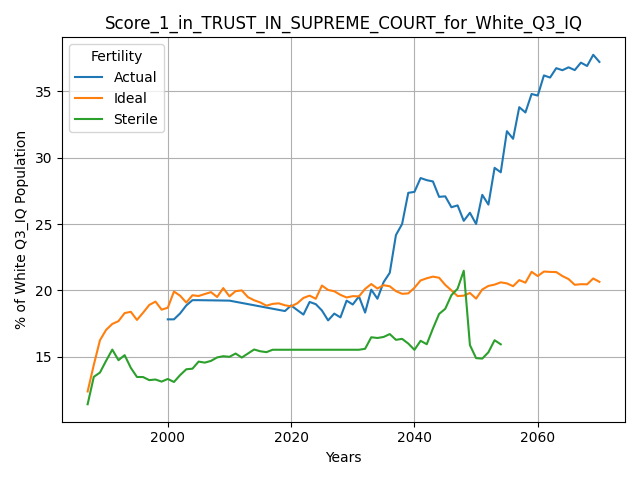 Score_1_in_TRUST_IN_SUPREME_COURT_for_White_Q3_IQ
Fertility
Actual
Ideal
Sterile
% of White Q3_IQ Population
35
30
25
20
15
2000
2020
2040
2060
Years